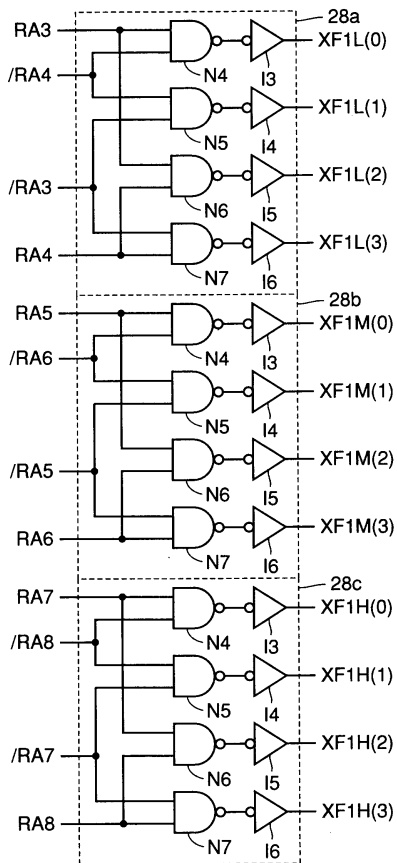 28a
RA3
N4
I3
XF1L(0)
/RA4
N5
I4
XF1L(1)
/RA3
N6
I5
XF1L(2)
RA4
N7
I6
XF1L(3)
28b
RA5
N4
I3
XF1M(0)
/RA6
N5
I4
XF1M(1)
/RA5
N6
I5
XF1M(2)
RA6
N7
I6
XF1M(3)
28c
RA7
N4
I3
XF1H(0)
/RA8
N5
I4
XF1H(1)
/RA7
N6
I5
XF1H(2)
RA8
N7
I6
XF1H(3)